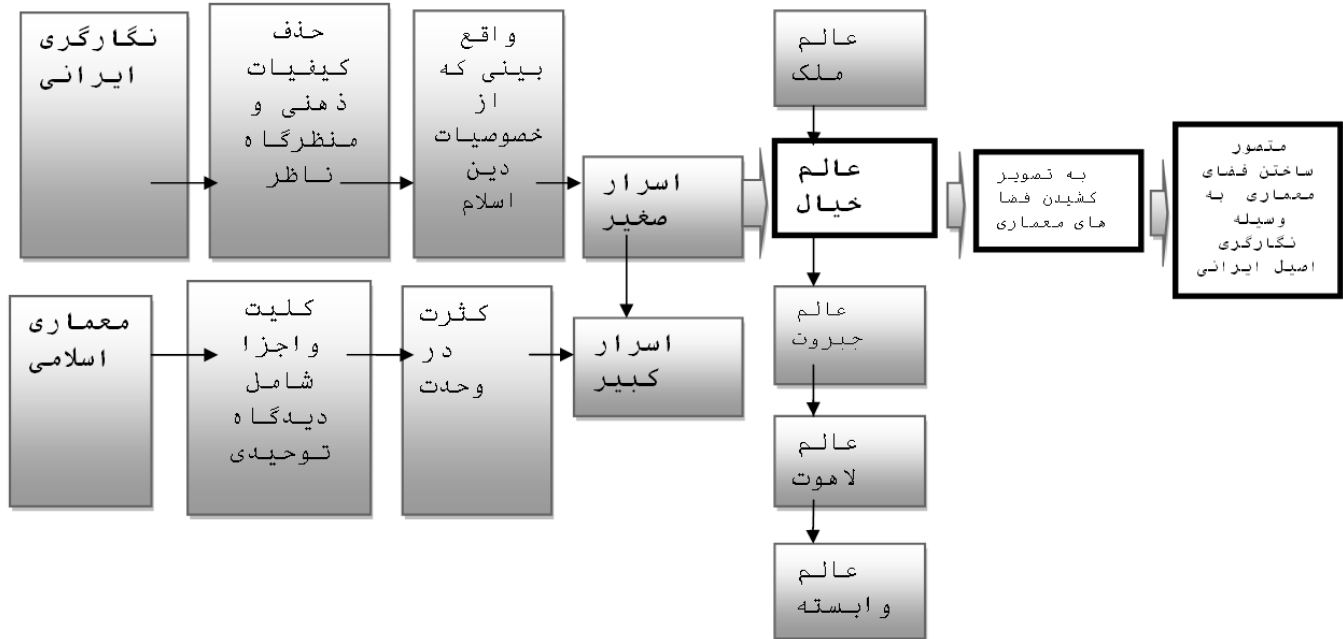 نگارگری
ایرانی
حذف
کیفیات
ذهنی و
منظرگاه
ناظر
واقع
بینی که
از
خصوصیات
دین
اسلام
اسرار
صغیر
عالم
ملک
عالم
خیال
به تصویر
کشیدن فضا
های معماری
متصور
ساختن فضای
معماری به
وسیله
نگارگری
اصیل ایرانی
معماری
اسلامی
کلیت
واجزا
شامل
دیدگاه
توحیدی
کثرت
در
وحدت
اسرار
کبیر
عالم
جبروت
عالم
لاهوت
عالم
وابسته